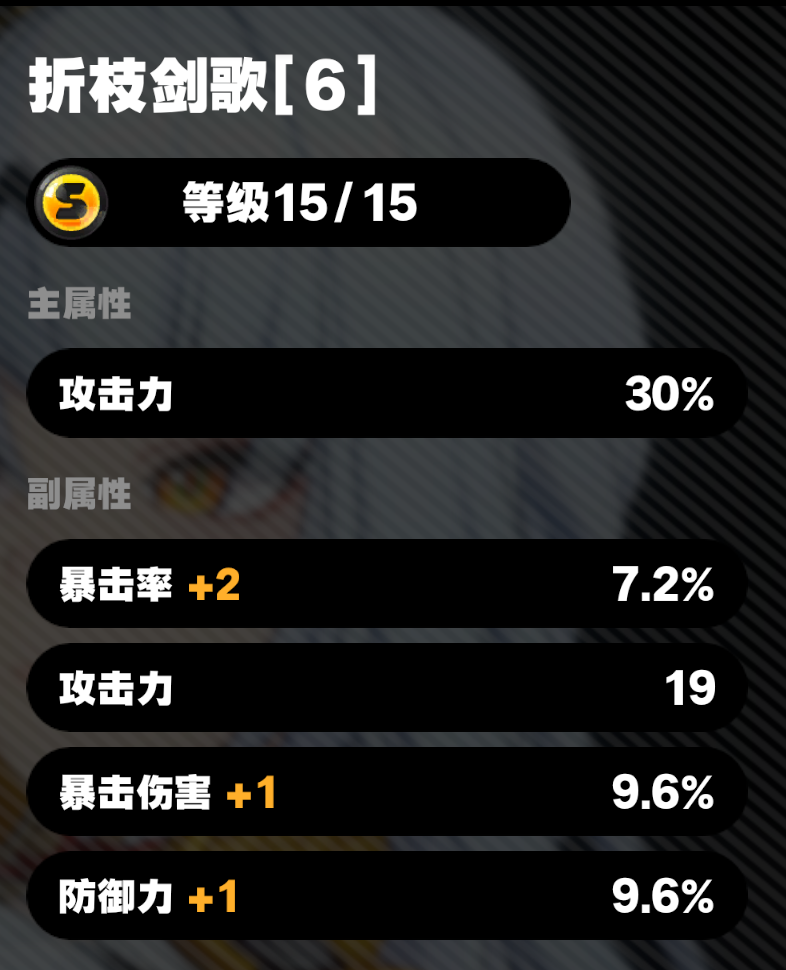 折枝剑歌[6]
S 等级15/15
主属性
攻击力 30%
副属性
暴击率 +2 7.2%
攻击力 19
暴击伤害 +1 9.6%
防御力 +1 9.6%